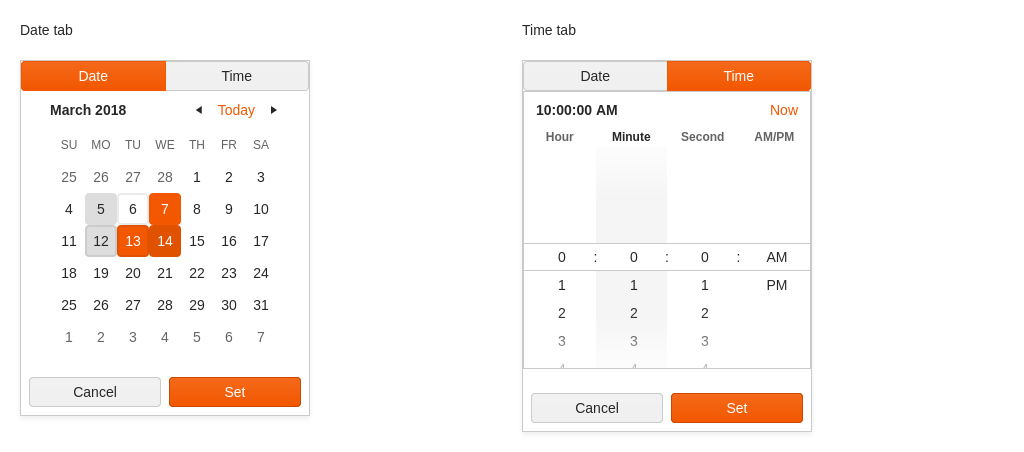 Date tab
Date Time
March 2018 ◄ Today ►
SU MO TU WE TH FR SA
25 26 27 28 1 2 3
4 5 6 7 8 9 10
11 12 13 14 15 16 17
18 19 20 21 22 23 24
25 26 27 28 29 30 31
1 2 3 4 5 6 7
Cancel Set
Time tab
Date Time
10:00:00 AM Now
Hour Minute Second AM/PM
0 : 0 : 0 : AM
1 1 1 PM
2 2 2
3 3 3
4 4 4
Cancel Set